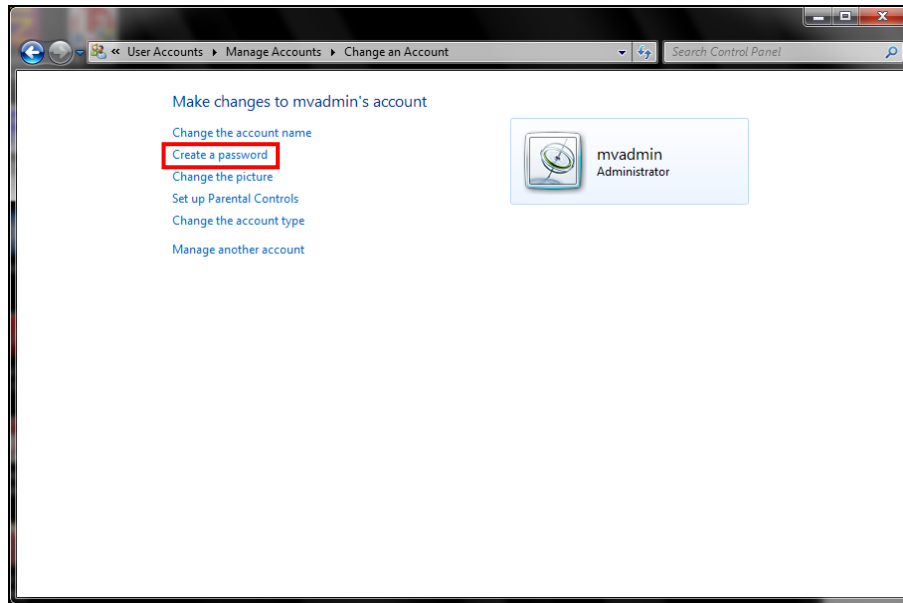 « User Accounts ▸ Manage Accounts ▸ Change an Account
Search Control Panel
Make changes to mvadmin's account
Change the account name
Create a password
Change the picture
Set up Parental Controls
Change the account type
Manage another account
mvadmin
Administrator